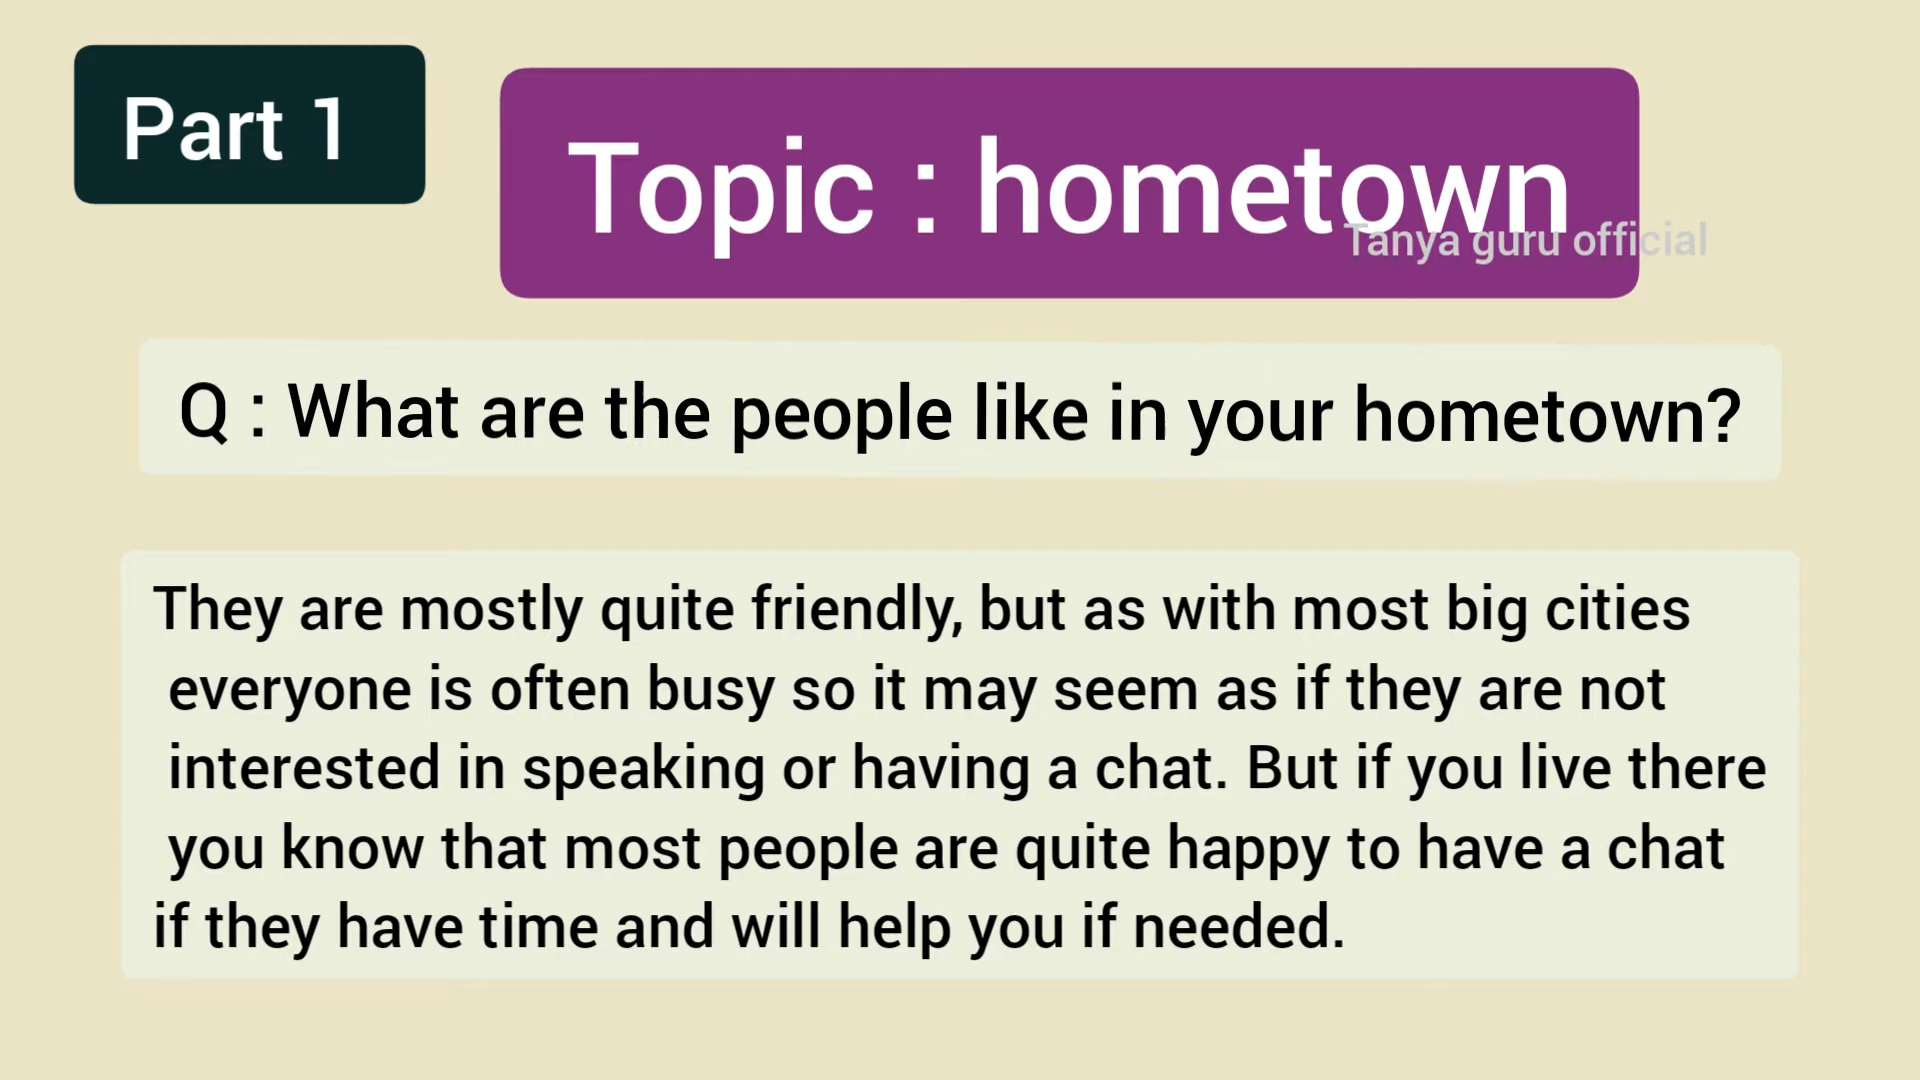 Part 1
Topic : hometown
Tanya guru official
Q : What are the people like in your hometown?
They are mostly quite friendly, but as with most big cities
everyone is often busy so it may seem as if they are not
interested in speaking or having a chat. But if you live there
you know that most people are quite happy to have a chat
if they have time and will help you if needed.